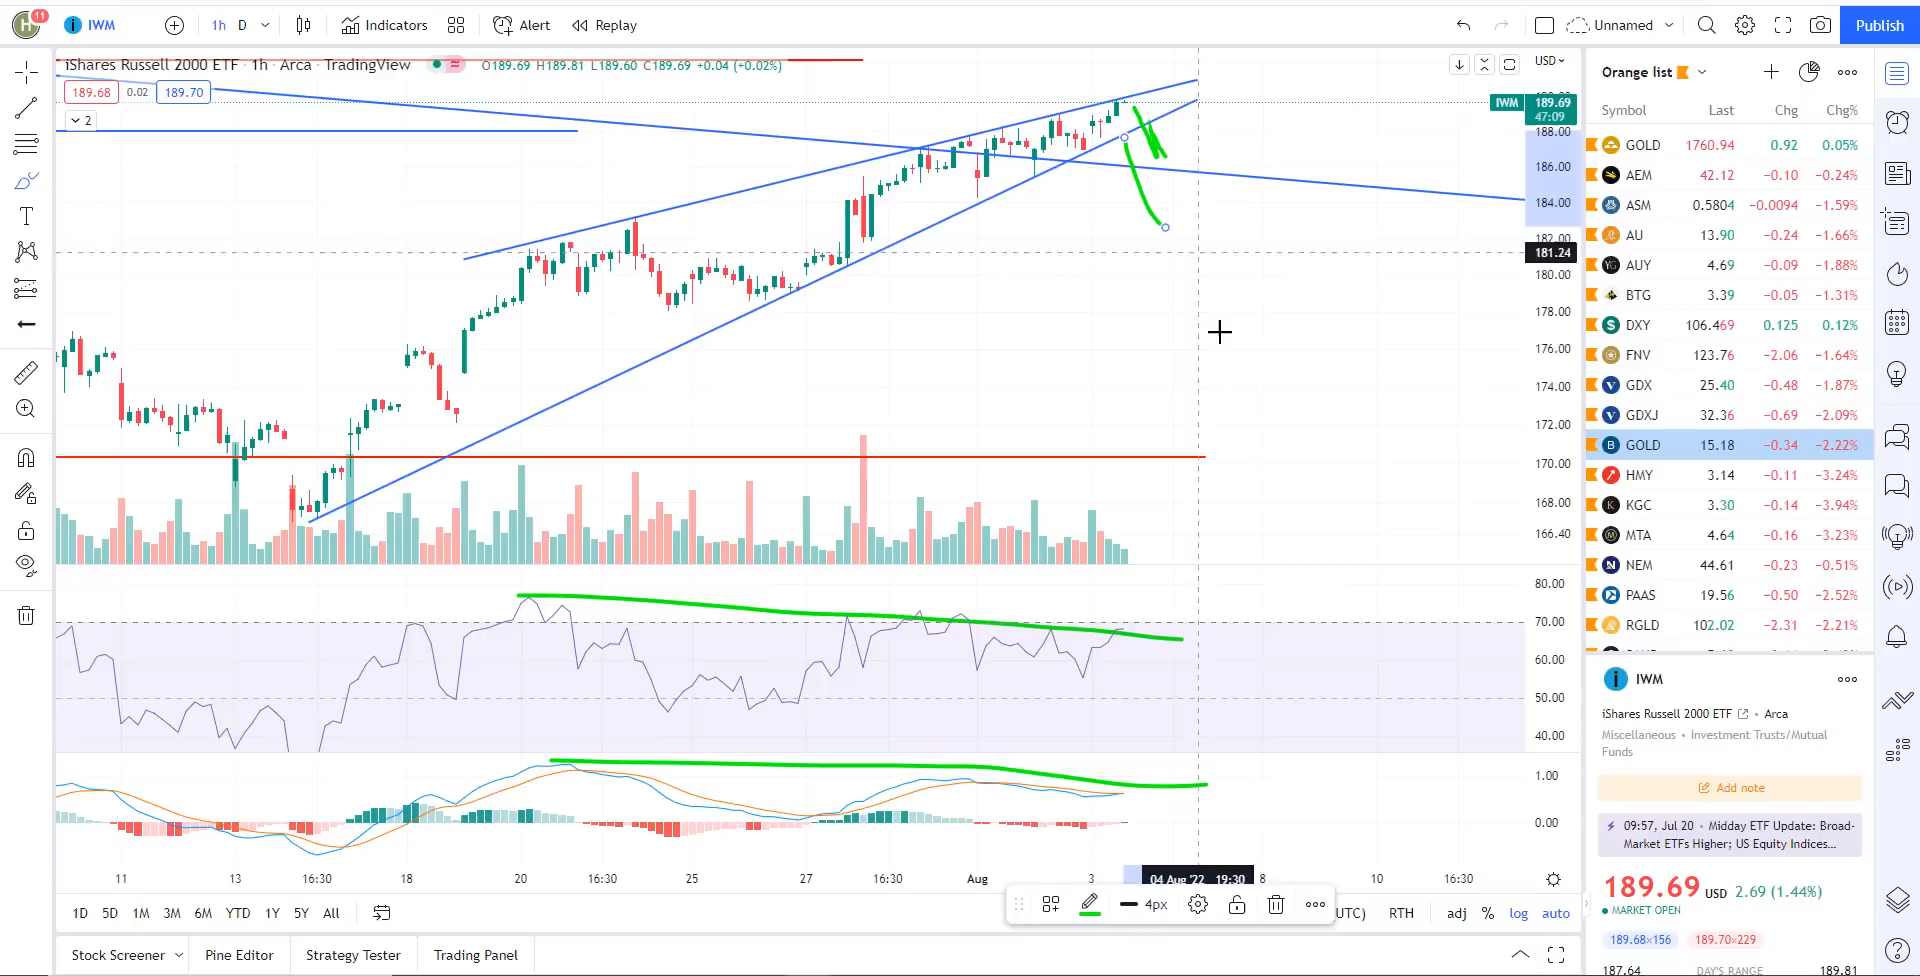 H 11 IWM 1h D Indicators Alert Replay Unnamed Publish
iShares Russell 2000 ETF · 1h · Arca · TradingView O189.69 H189.81 L189.60 C189.69 +0.04 (+0.02%) USD
189.68 0.02 189.70
2
IWM 189.69
47:09
188.00
186.00
184.00
182.00
181.24
180.00
178.00
176.00
174.00
172.00
170.00
168.00
166.40
80.00
70.00
60.00
50.00
40.00
1.00
0.00
11 13 16:30 18 20 16:30 25 27 16:30 Aug 3 04 Aug '22 19:30 8 10 16:30
4px
1D 5D 1M 3M 6M YTD 1Y 5Y All UTC) RTH adj % log auto
Stock Screener Pine Editor Strategy Tester Trading Panel
Orange list
Symbol Last Chg Chg%
GOLD 1760.94 0.92 0.05%
AEM 42.12 −0.10 −0.24%
ASM 0.5804 −0.0094 −1.59%
AU 13.90 −0.24 −1.66%
AUY 4.69 −0.09 −1.88%
BTG 3.39 −0.05 −1.31%
DXY 106.469 0.125 0.12%
FNV 123.76 −2.06 −1.64%
GDX 25.40 −0.48 −1.87%
GDXJ 32.36 −0.69 −2.09%
GOLD 15.18 −0.34 −2.22%
HMY 3.14 −0.11 −3.24%
KGC 3.30 −0.14 −3.94%
MTA 4.64 −0.16 −3.23%
NEM 44.61 −0.23 −0.51%
PAAS 19.56 −0.50 −2.52%
RGLD 102.02 −2.31 −2.21%
IWM
iShares Russell 2000 ETF • Arca
Miscellaneous • Investment Trusts/Mutual
Funds
Add note
09:57, Jul 20 • Midday ETF Update: Broad-
Market ETFs Higher; US Equity Indices...
189.69 USD 2.69 (1.44%)
MARKET OPEN
189.68×156 189.70×229
187.64 DAY'S RANGE 189.81